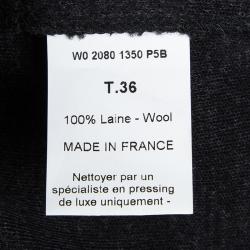 W0 2080 1350 P5B
T.36
100% Laine - Wool
MADE IN FRANCE
Nettoyer par un
spécialiste en pressing
de luxe uniquement -